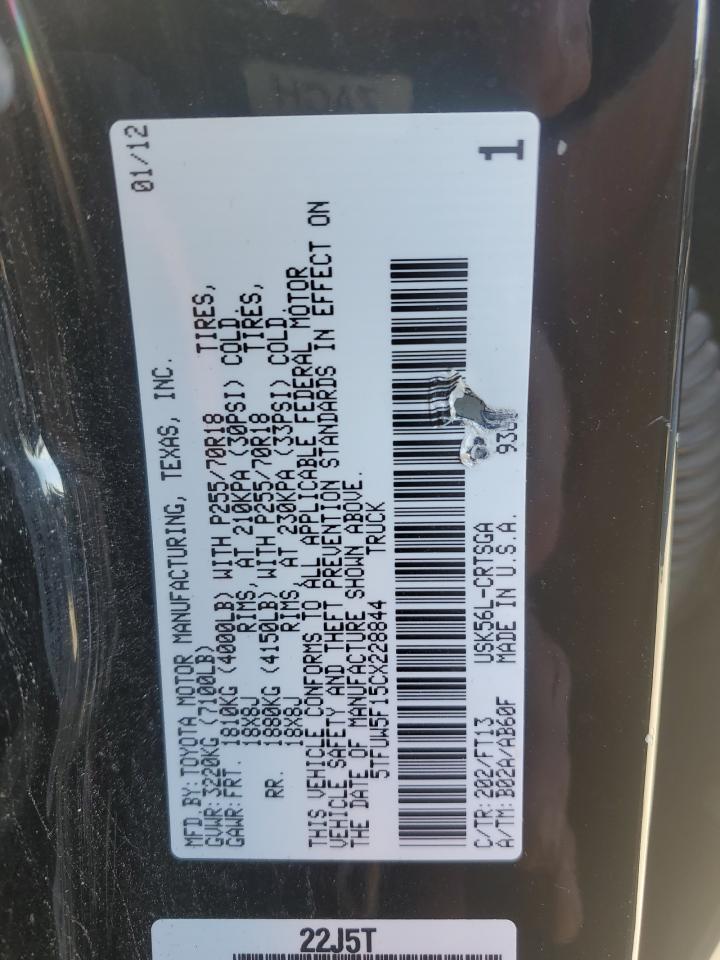 MFD.BY:TOYOTA MOTOR MANUFACTURING, TEXAS, INC. 01/12
GVWR:3220KG(7100LB)
GAWR:FRT. 1810KG(4000LB)WITH P255/70R18 TIRES,
18X8J RIMS, AT 210KPA (30PSI) COLD.
RR. 1880KG(4150LB)WITH P255/70R18 TIRES,
18X8J RIMS AT 230KPA (33PSI) COLD.
THIS VEHICLE CONFORMS TO ALL APPLICABLE FEDERAL MOTOR
VEHICLE SAFETY AND THEFT PREVENTION STANDARDS IN EFFECT ON
THE DATE OF MANUFACTURE SHOWN ABOVE.
5TFUW5F15CX228844 TRUCK
C/TR:202/FT13 USK56L-CRTSGA
A/TM:B02A/AB60F MADE IN U.S.A.
1
22J5T